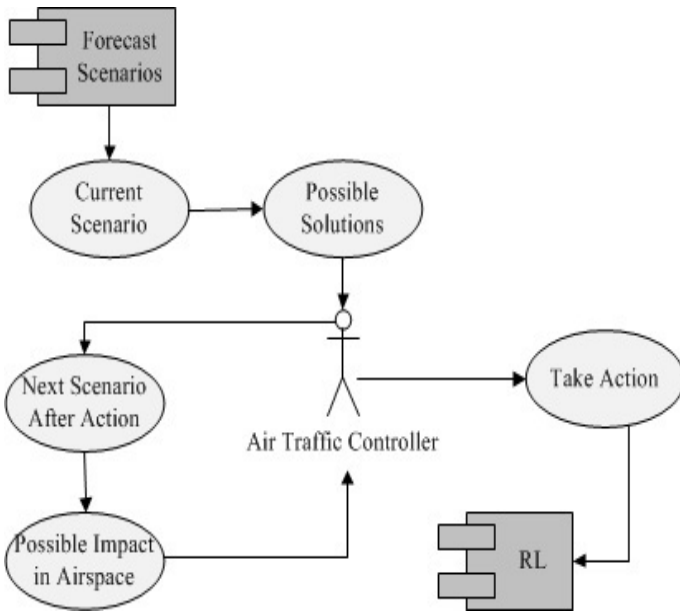 Forecast
Scenarios
Current
Scenario
Possible
Solutions
Next Scenario
After Action
Take Action
Air Traffic Controller
Possible Impact
in Airspace
RL